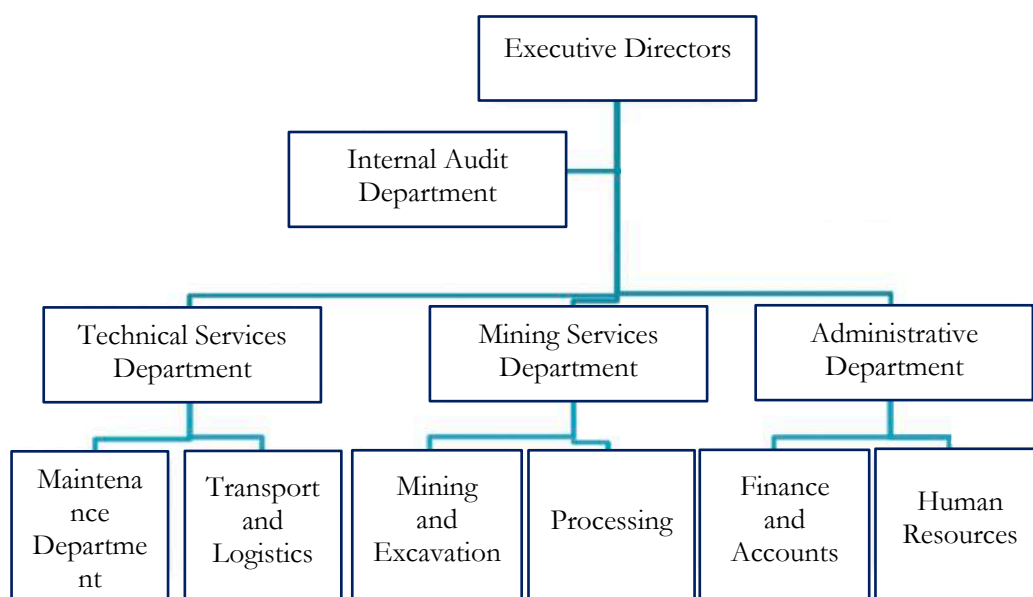 Executive Directors
Internal Audit
Department
Technical Services
Department
Mining Services
Department
Administrative
Department
Maintena
nce
Departme
nt
Transport
and
Logistics
Mining
and
Excavation
Processing
Finance
and
Accounts
Human
Resources